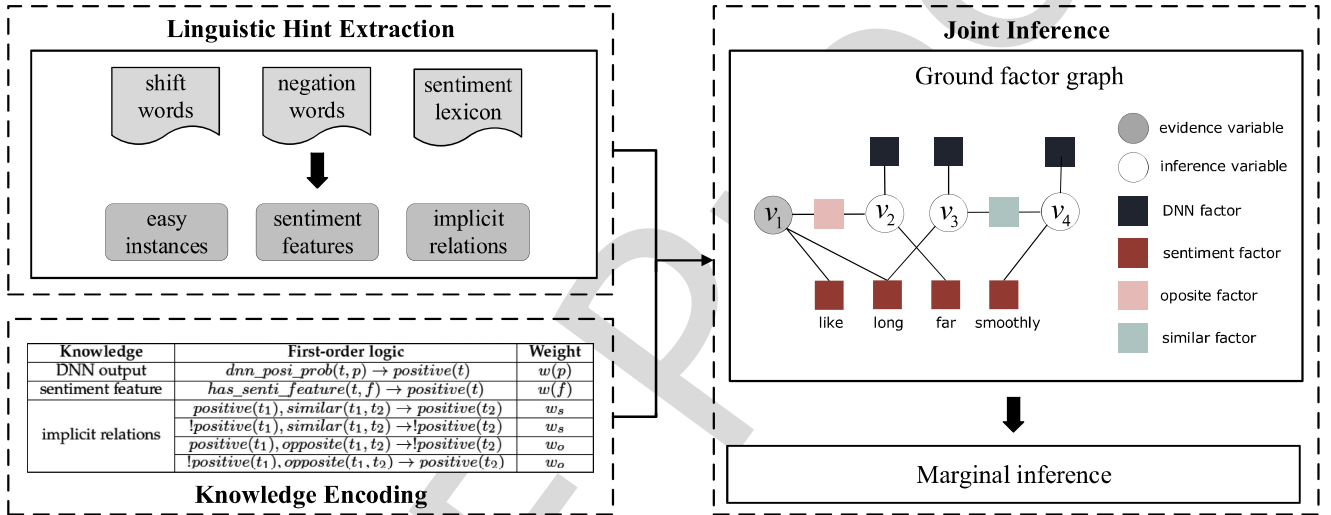 Linguistic Hint Extraction
shift
words
negation
words
sentiment
lexicon
easy
instances
sentiment
features
implicit
relations
Knowledge First-order logic Weight
DNN output dnn_posi_prob(t, p) → positive(t) w(p)
sentiment feature has_senti_feature(t, f) → positive(t) w(f)
implicit relations
positive(t₁), similar(t₁, t₂) → positive(t₂) wₛ
!positive(t₁), similar(t₁, t₂) →!positive(t₂) wₛ
positive(t₁), opposite(t₁, t₂) →!positive(t₂) wₒ
!positive(t₁), opposite(t₁, t₂) → positive(t₂) wₒ
Knowledge Encoding
Joint Inference
Ground factor graph
v₁
v₂
v₃
v₄
like
long
far
smoothly
evidence variable
inference variable
DNN factor
sentiment factor
oposite factor
similar factor
Marginal inference